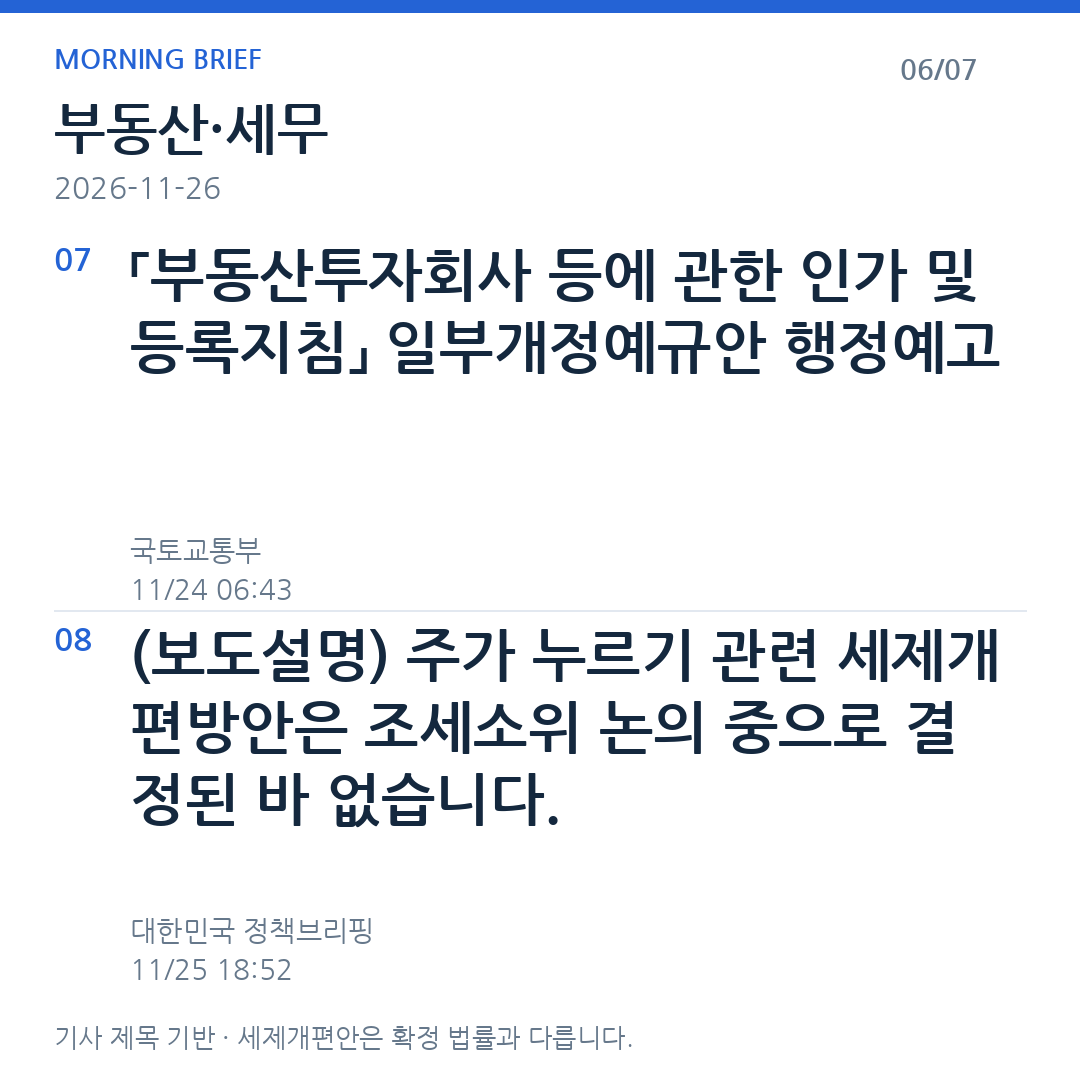 MORNING BRIEF
06/07
부동산·세무
2026-11-26
07
「부동산투자회사 등에 관한 인가 및
등록지침」 일부개정예규안 행정예고
국토교통부
11/24 06:43
08
(보도설명) 주가 누르기 관련 세제개
편방안은 조세소위 논의 중으로 결
정된 바 없습니다.
대한민국 정책브리핑
11/25 18:52
기사 제목 기반 · 세제개편안은 확정 법률과 다릅니다.